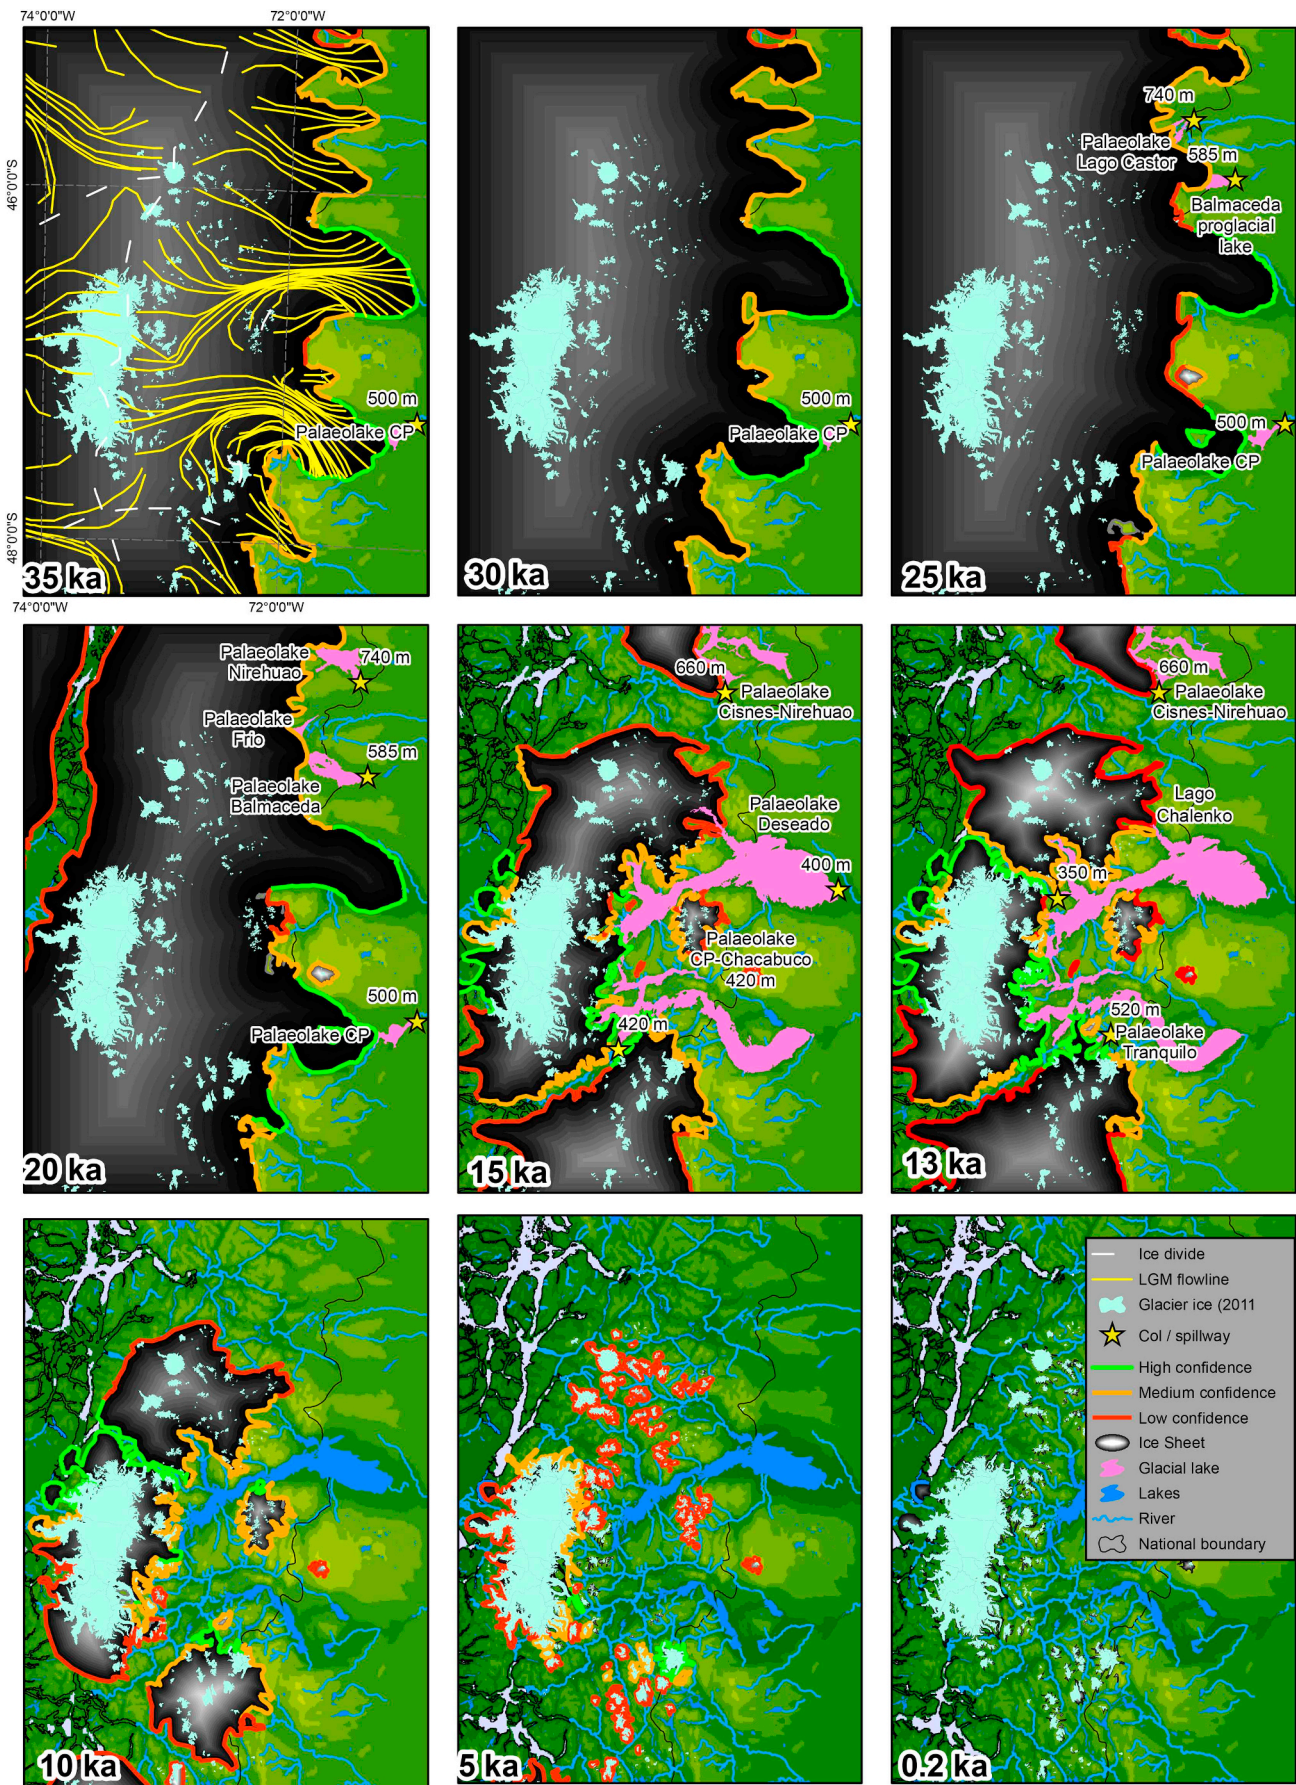 74°0'0"W
72°0'0"W
46°0'0"S
48°0'0"S
500 m
Palaeolake CP
35 ka
74°0'0"W
72°0'0"W
500 m
Palaeolake CP
30 ka
740 m
Palaeolake
Lago Castor
585 m
Balmaceda
proglacial
lake
500 m
Palaeolake CP
25 ka
Palaeolake
Nirehuao
740 m
Palaeolake
Frio
585 m
Palaeolake
Balmaceda
500 m
Palaeolake CP
20 ka
660 m
Palaeolake
Cisnes-Nirehuao
Palaeolake
Deseado
400 m
Palaeolake
CP-Chacabuco
420 m
420 m
15 ka
660 m
Palaeolake
Cisnes-Nirehuao
Lago
Chalenko
350 m
520 m
Palaeolake
Tranquilo
13 ka
10 ka
5 ka
Ice divide
LGM flowline
Glacier ice (2011
Col / spillway
High confidence
Medium confidence
Low confidence
Ice Sheet
Glacial lake
Lakes
River
National boundary
0.2 ka